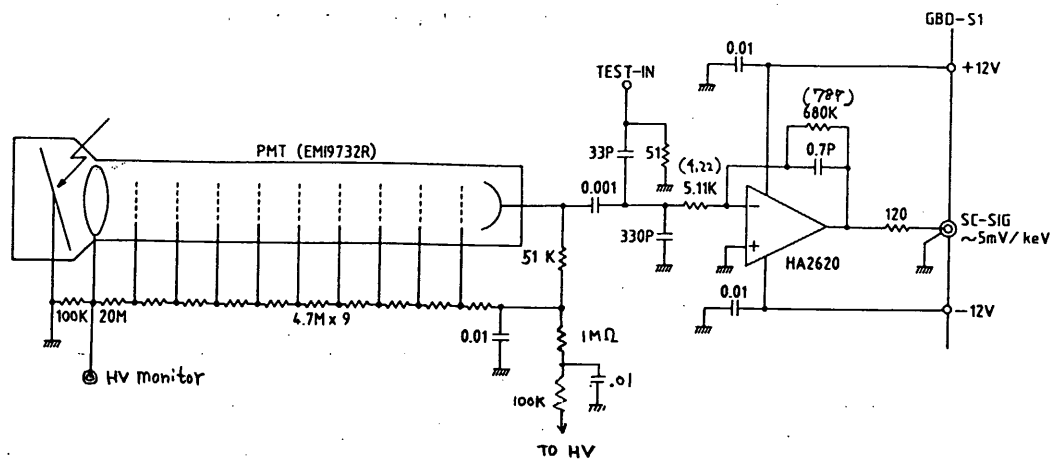 GBD-S1
0.01
+12V
TEST-IN
(787)
680K
PMT (EMI9732R)
33P
51
0.7P
(4.22)
0.001
5.11K
120
SC-SIG
~5mV/keV
330P
HA2620
51 K
0.01
-12V
100K
20M
4.7M x 9
0.01
1MΩ
HV monitor
.01
100K
TO HV